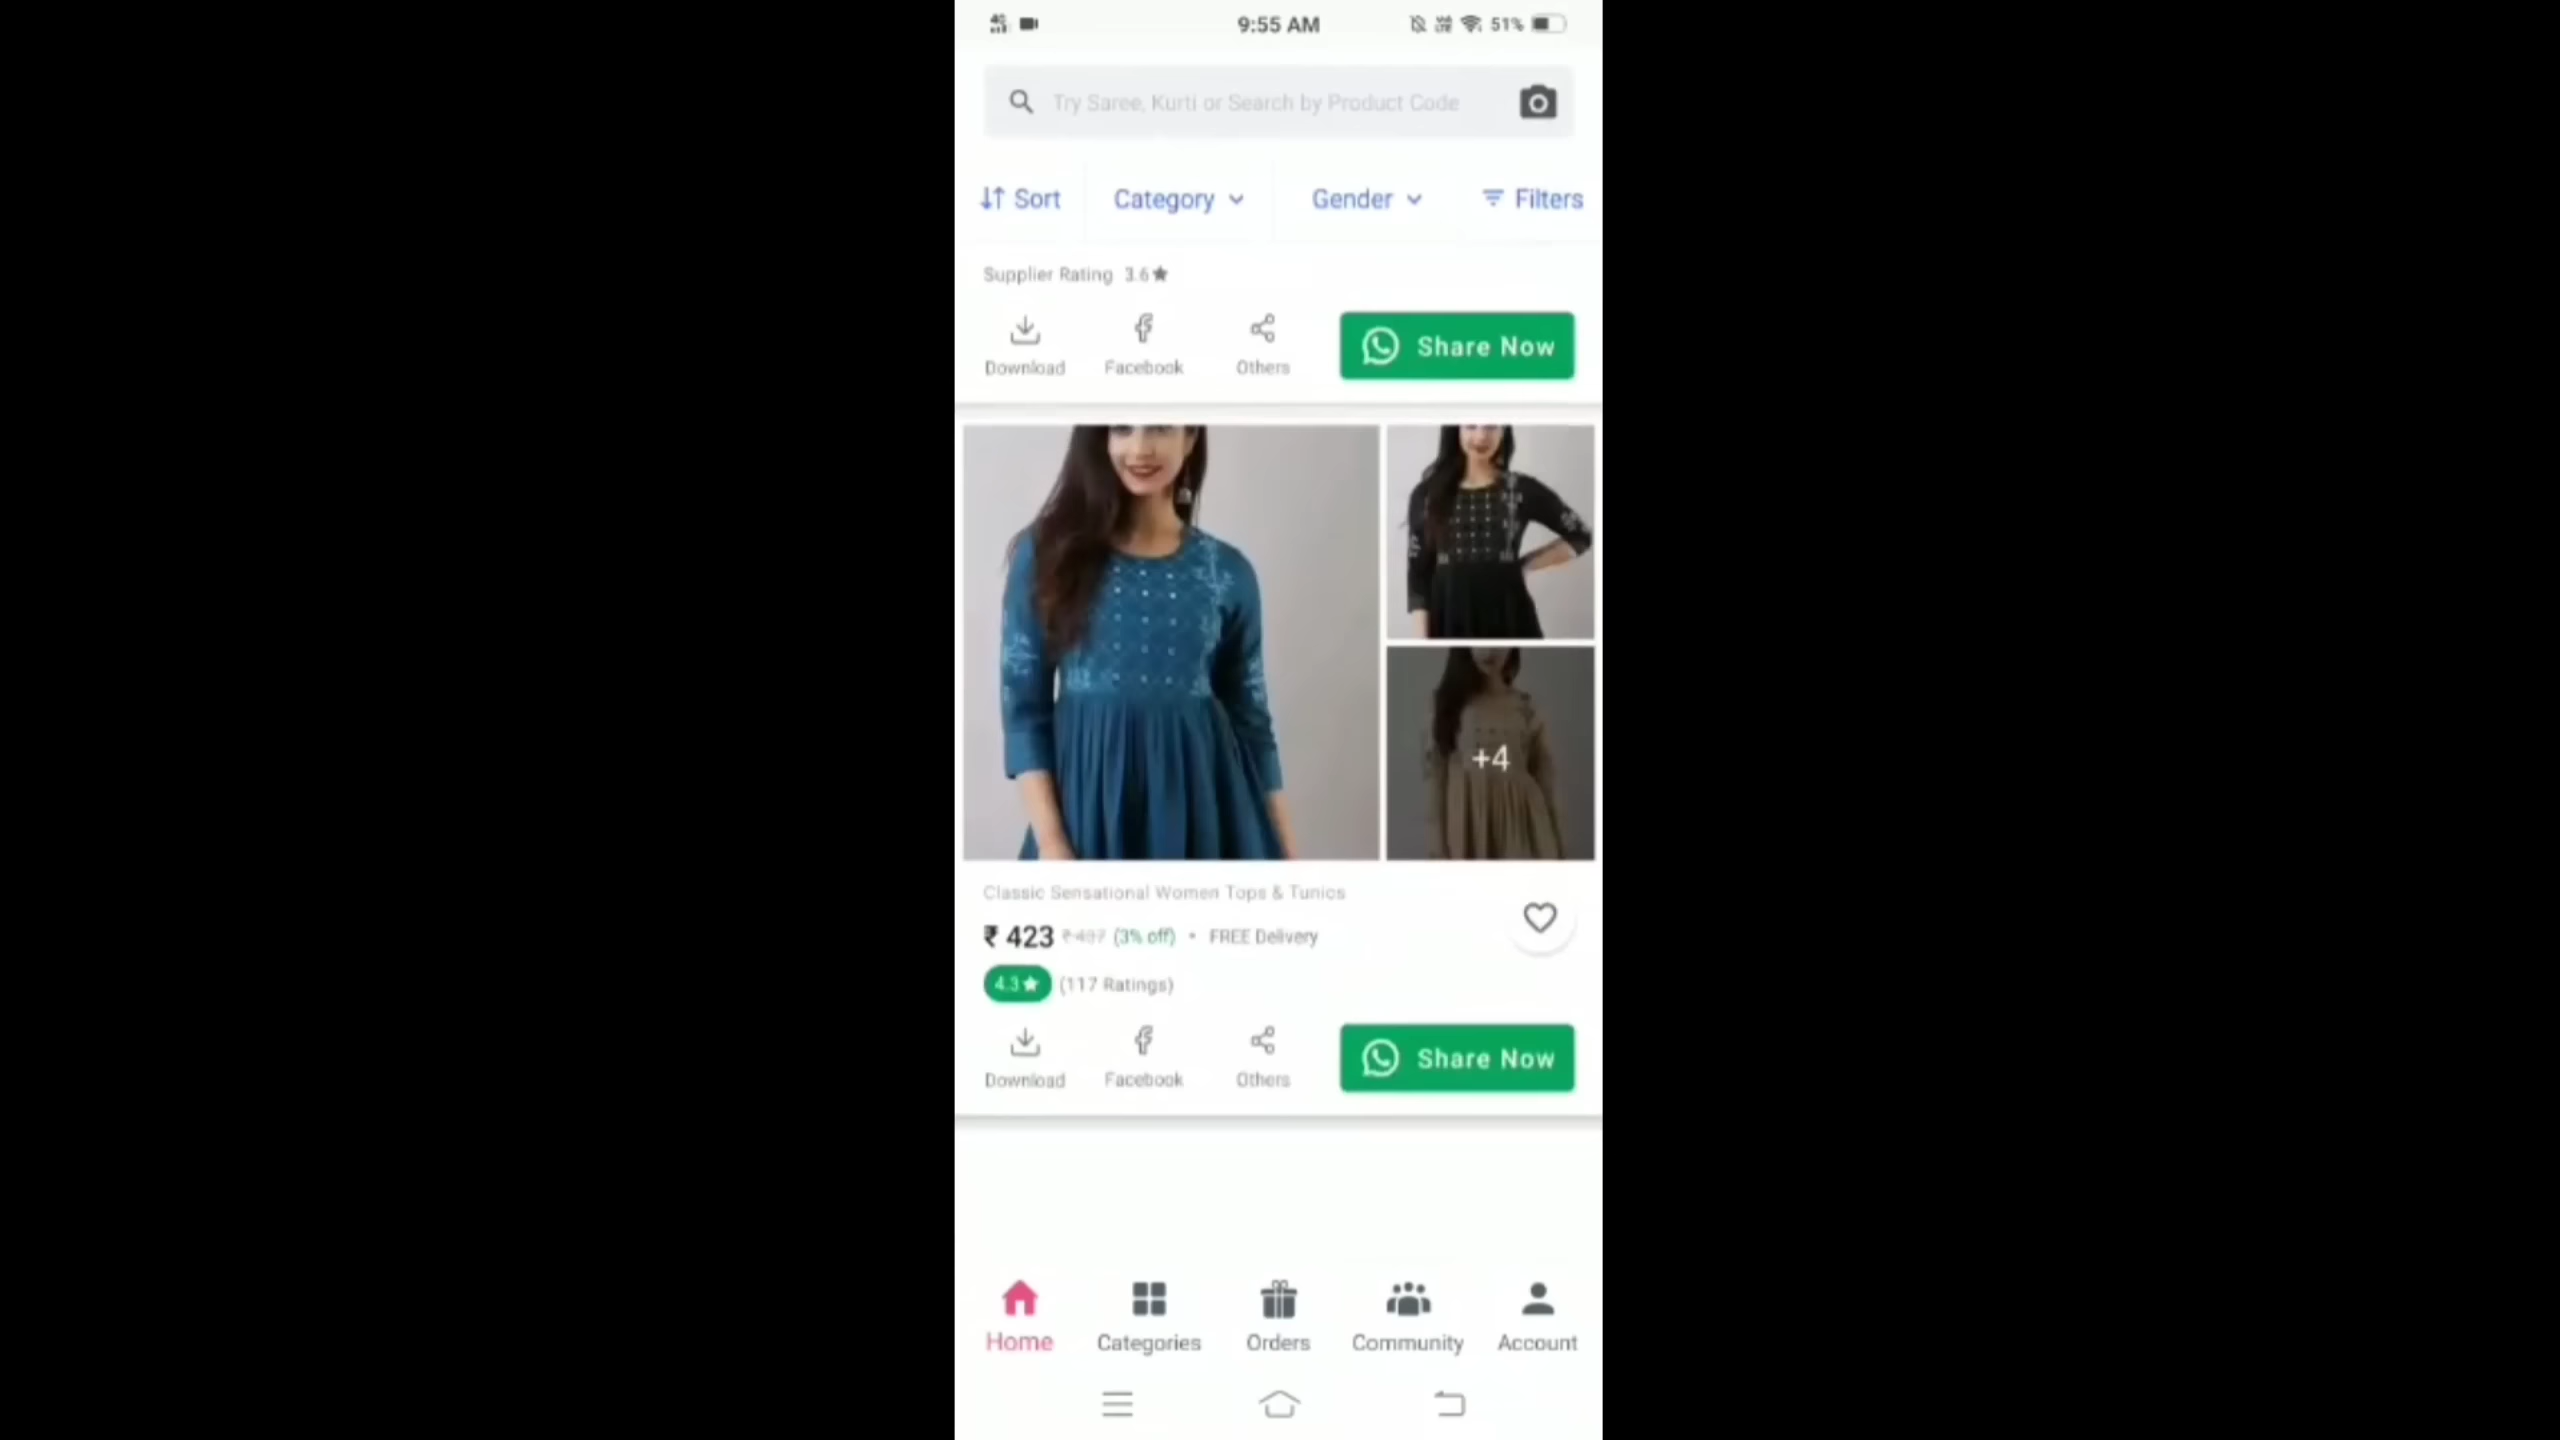 9:55 AM 51%
Try Saree, Kurti or Search by Product Code
Sort Category Gender Filters
Supplier Rating 3.6★
Download Facebook Others Share Now
+4
Classic Sensational Women Tops & Tunics
₹ 423 ₹437 (3% off) • FREE Delivery
4.3★ (117 Ratings)
Download Facebook Others Share Now
Home Categories Orders Community Account